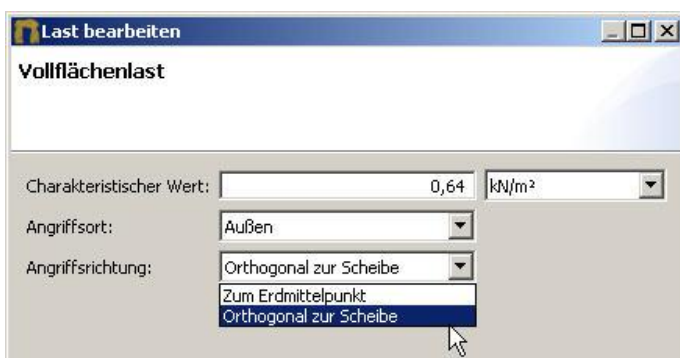 Last bearbeiten
Vollflächenlast
Charakteristischer Wert: 0,64 kN/m²
Angriffsort: Außen
Angriffsrichtung: Orthogonal zur Scheibe
Zum Erdmittelpunkt
Orthogonal zur Scheibe